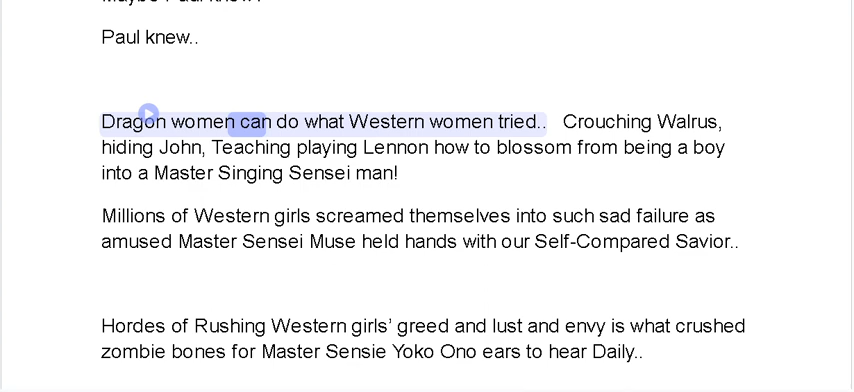 Paul knew..
Dragon women can do what Western women tried.. Crouching Walrus,
hiding John, Teaching playing Lennon how to blossom from being a boy
into a Master Singing Sensei man!
Millions of Western girls screamed themselves into such sad failure as
amused Master Sensei Muse held hands with our Self-Compared Savior..
Hordes of Rushing Western girls’ greed and lust and envy is what crushed
zombie bones for Master Sensie Yoko Ono ears to hear Daily..